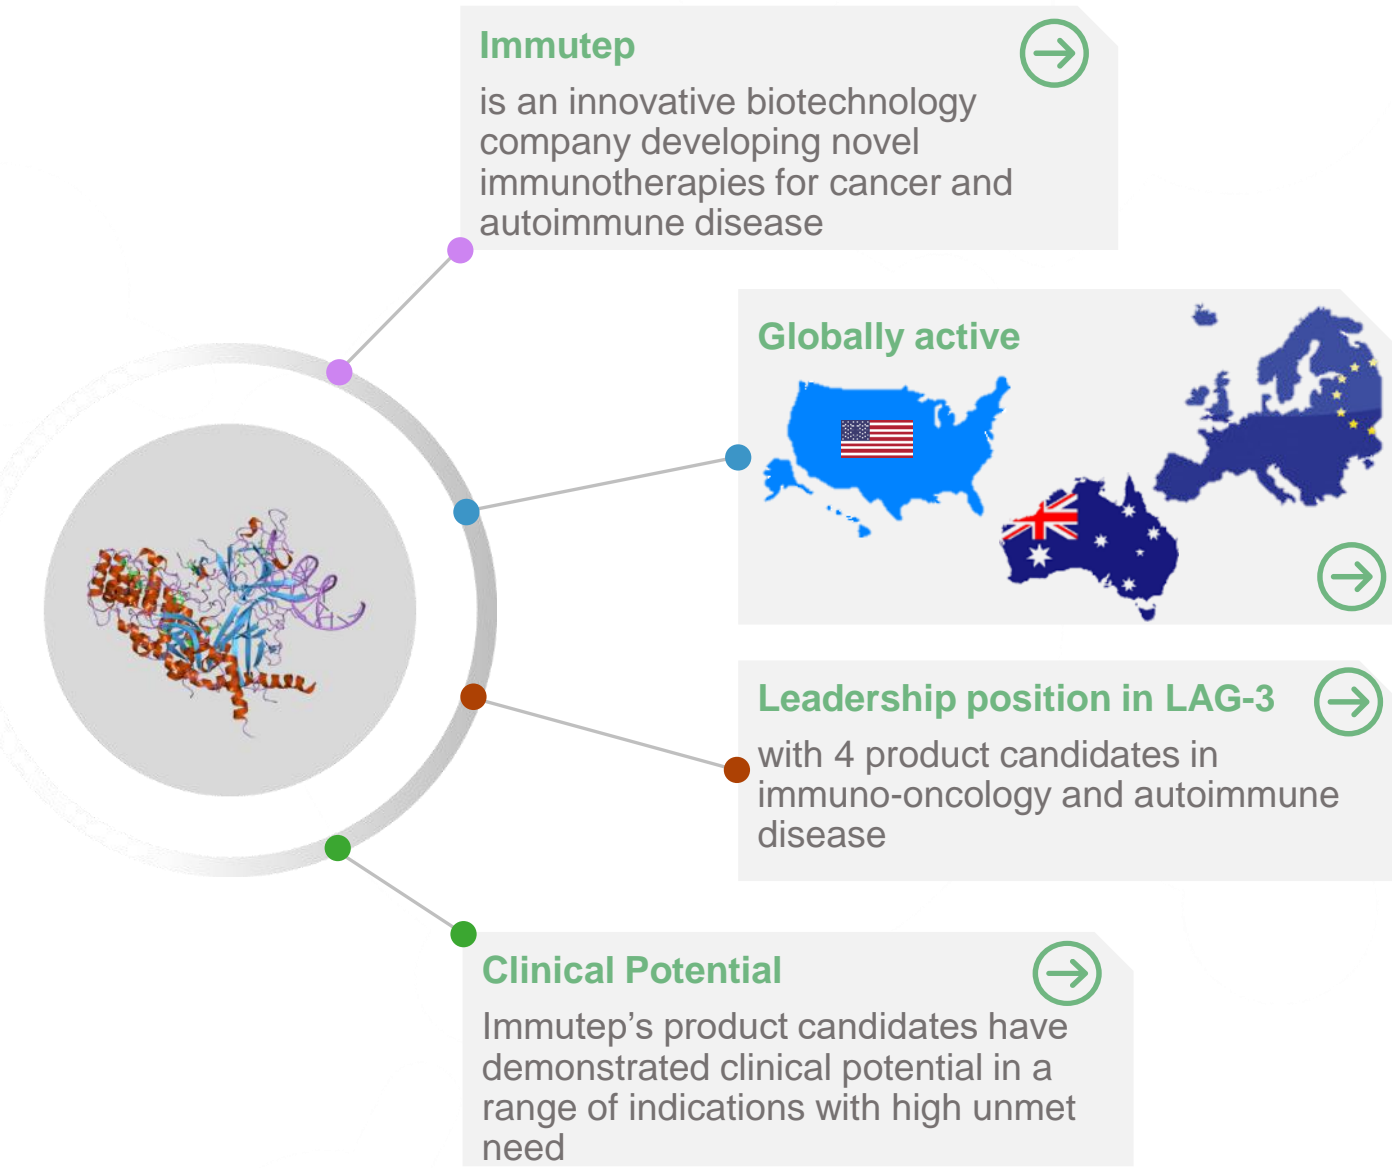 Immutep
is an innovative biotechnology
company developing novel
immunotherapies for cancer and
autoimmune disease
Globally active
Leadership position in LAG-3
with 4 product candidates in
immuno-oncology and autoimmune
disease
Clinical Potential
Immutep’s product candidates have
demonstrated clinical potential in a
range of indications with high unmet
need